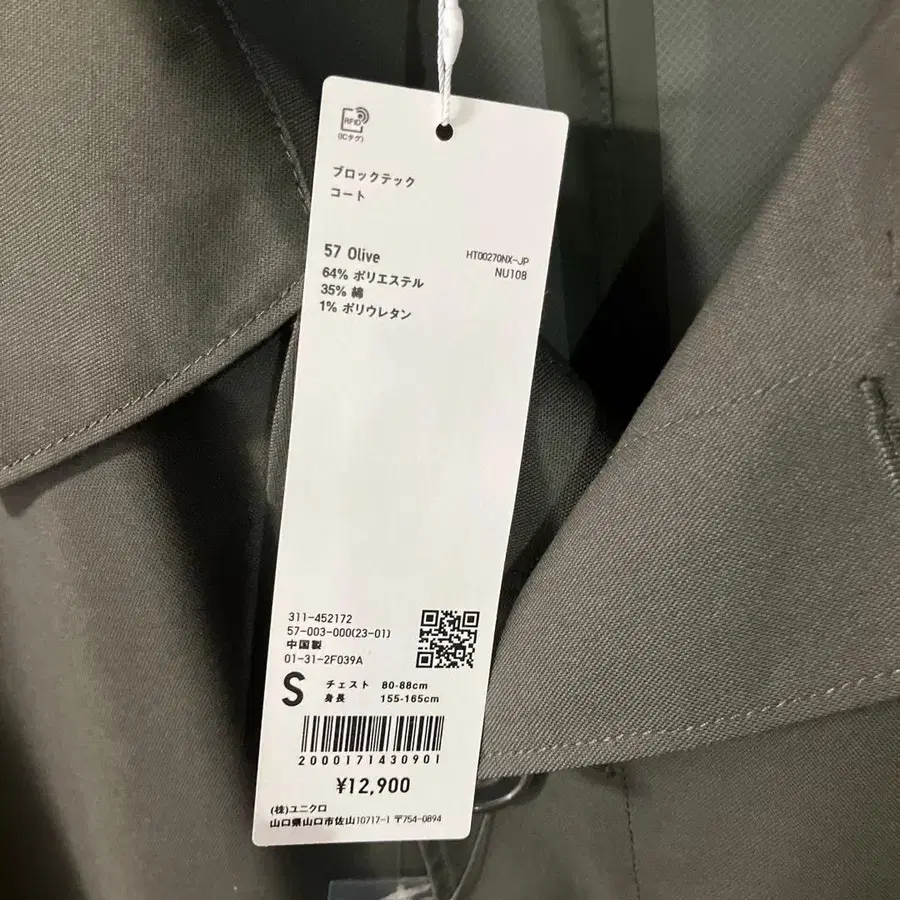 RFID
(ICタグ)
ブロックテック
コート
57 Olive
HT00270NX-JP
NU108
64% ポリエステル
35% 綿
1% ポリウレタン
311-452172
57-003-000(23-01)
中国製
01-31-2F039A
S チェスト 80-88cm
身長 155-165cm
2000171430901
¥12,900
(株)ユニクロ
山口県山口市佐山10717-1 〒754-0894